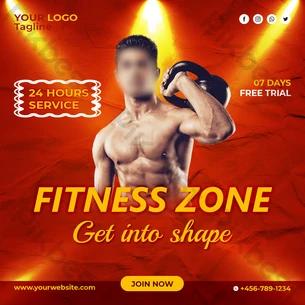 YOUR LOGO
Tagline
24 HOURS
SERVICE
07 DAYS
FREE TRIAL
FITNESS ZONE
Get into shape
www.yourwebsite.com
JOIN NOW
+456-789-1234